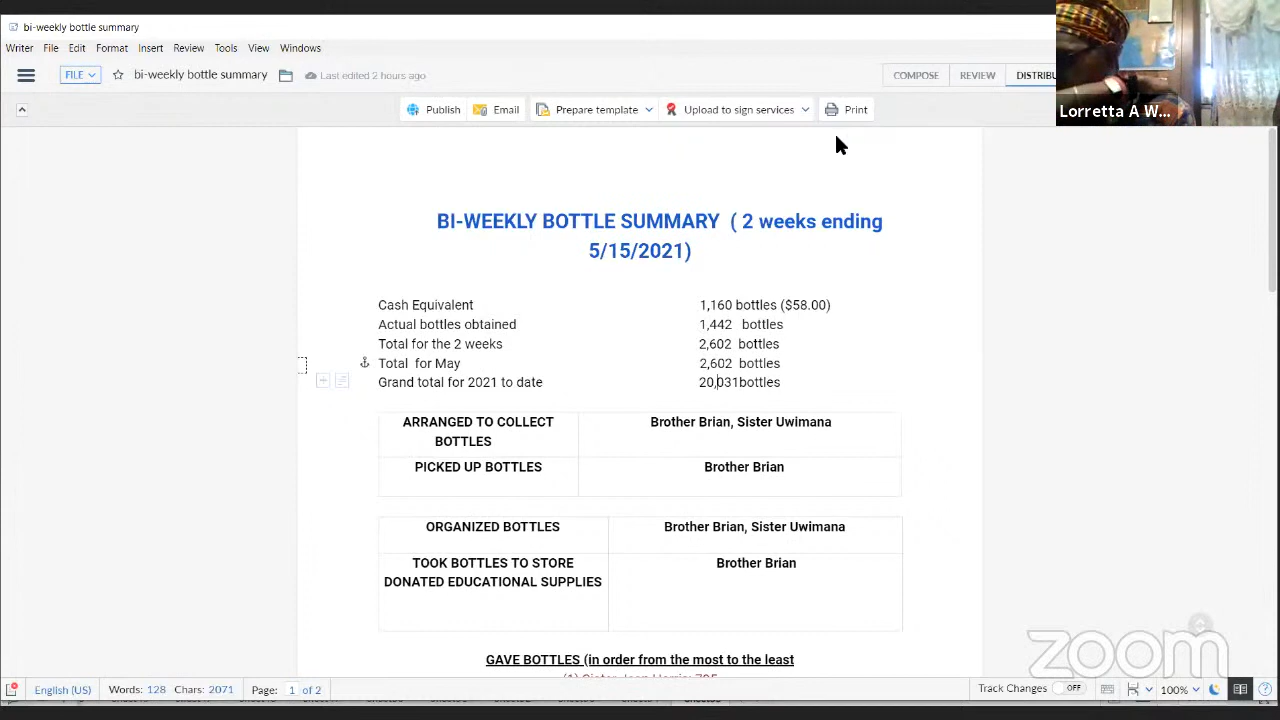 bi-weekly bottle summary
Writer File Edit Format Insert Review Tools View Windows
FILE bi-weekly bottle summary Last edited 2 hours ago COMPOSE REVIEW DISTRIBU
Publish Email Prepare template Upload to sign services Print
Lorretta A W...
BI-WEEKLY BOTTLE SUMMARY ( 2 weeks ending
5/15/2021)
Cash Equivalent 1,160 bottles ($58.00)
Actual bottles obtained 1,442 bottles
Total for the 2 weeks 2,602 bottles
Total for May 2,602 bottles
Grand total for 2021 to date 20,031bottles
ARRANGED TO COLLECT Brother Brian, Sister Uwimana
BOTTLES
PICKED UP BOTTLES Brother Brian
ORGANIZED BOTTLES Brother Brian, Sister Uwimana
TOOK BOTTLES TO STORE Brother Brian
DONATED EDUCATIONAL SUPPLIES
GAVE BOTTLES (in order from the most to the least
zoom
English (US) Words: 128 Chars: 2071 Page: 1 of 2 Track Changes OFF 100%